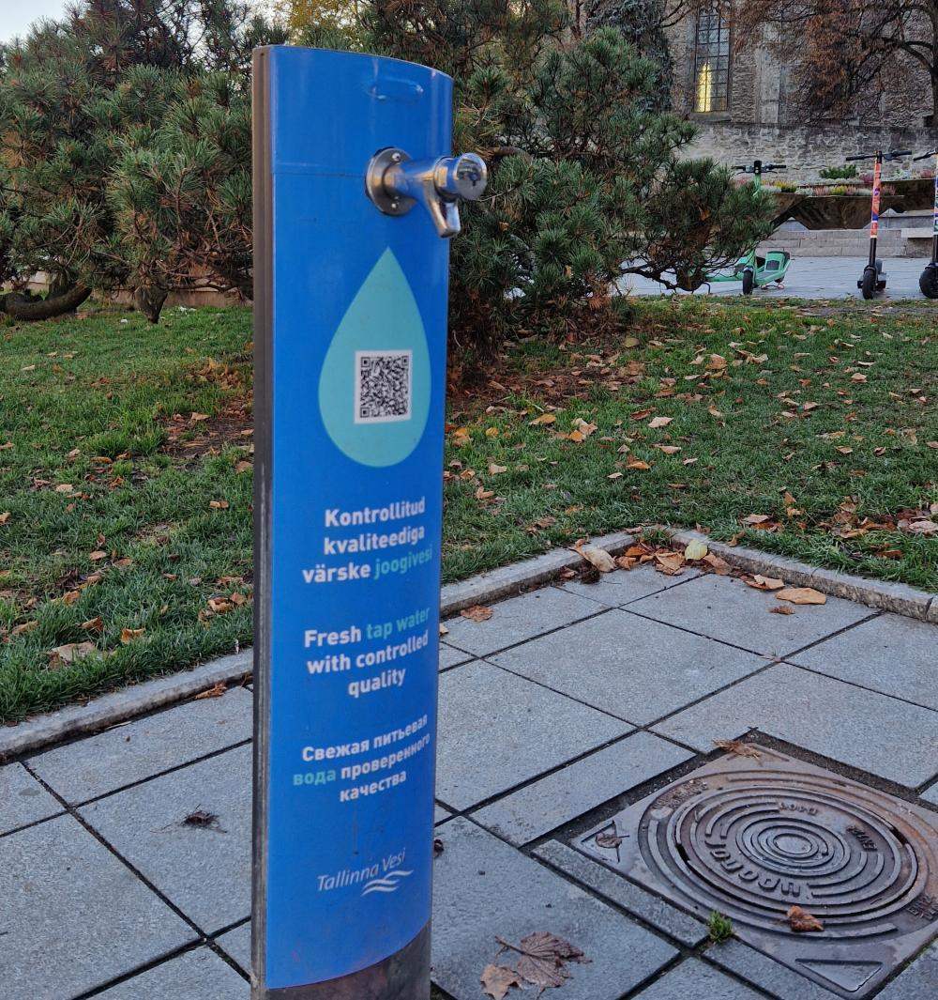 Kontrollitud
kvaliteediga
värske joogivesi
Fresh tap water
with controlled
quality
Свежая питьевая
вода проверенного
качества
Tallinna Vesi